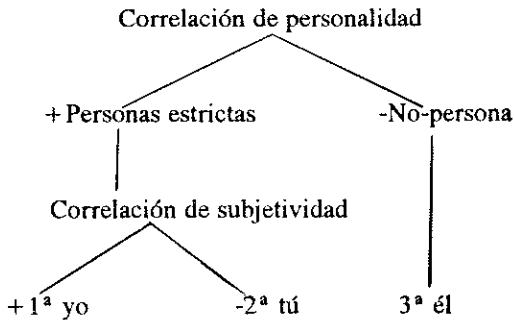 Correlación de personalidad
+Personas estrictas -No-persona
Correlación de subjetividad
+1ª yo -2ª tú 3ª él